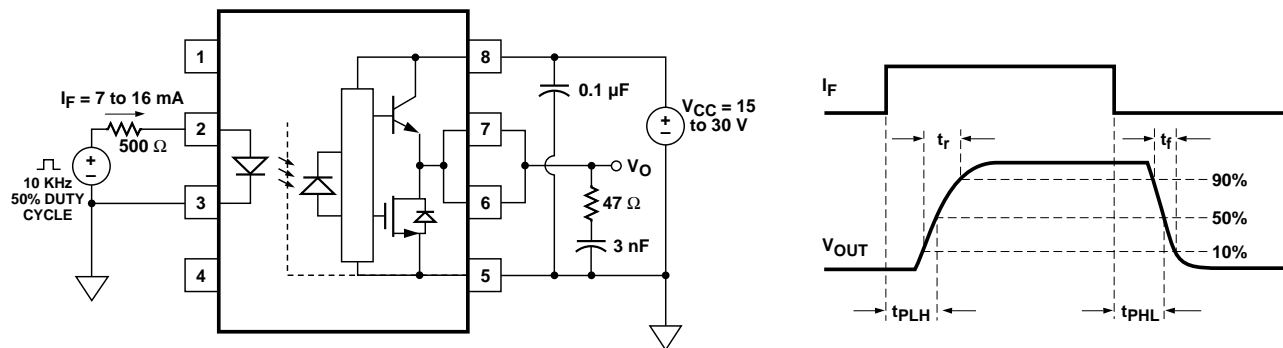 1
8
I_F = 7 to 16 mA
0.1 µF
V_CC = 15
to 30 V
+
–
2
500 Ω
7
+
–
V_O
10 KHz
50% DUTY
CYCLE
3
6
47 Ω
3 nF
4
5
I_F
t_r
t_f
90%
50%
10%
V_OUT
t_PLH
t_PHL